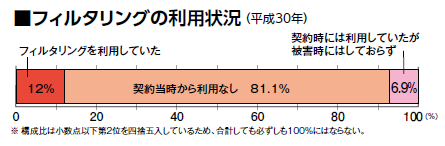 ■フィルタリングの利用状況 (平成30年)
契約時には利用していたが
被害時にはしておらず
フィルタリングを利用していた
12%
契約当時から利用なし 81.1%
6.9%
0 20 40 60 80 100 (%)
※ 構成比は小数点以下第2位を四捨五入しているため、合計しても必ずしも100%にはならない。